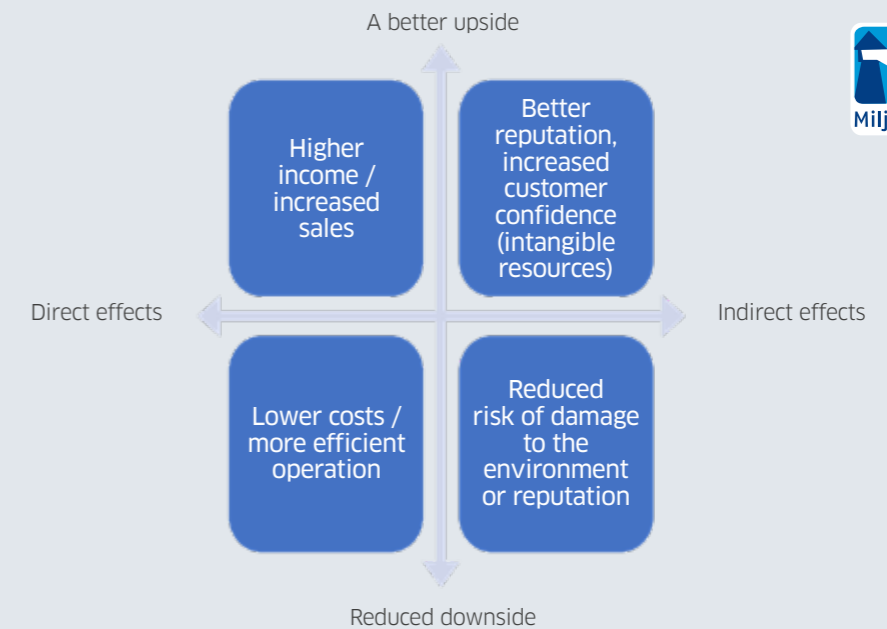 A better upside
Higher
income /
increased
sales
Better
reputation,
increased
customer
confidence
(intangible
resources)
Direct effects
Indirect effects
Lower costs /
more efficient
operation
Reduced
risk of damage
to the
environment
or reputation
Reduced downside